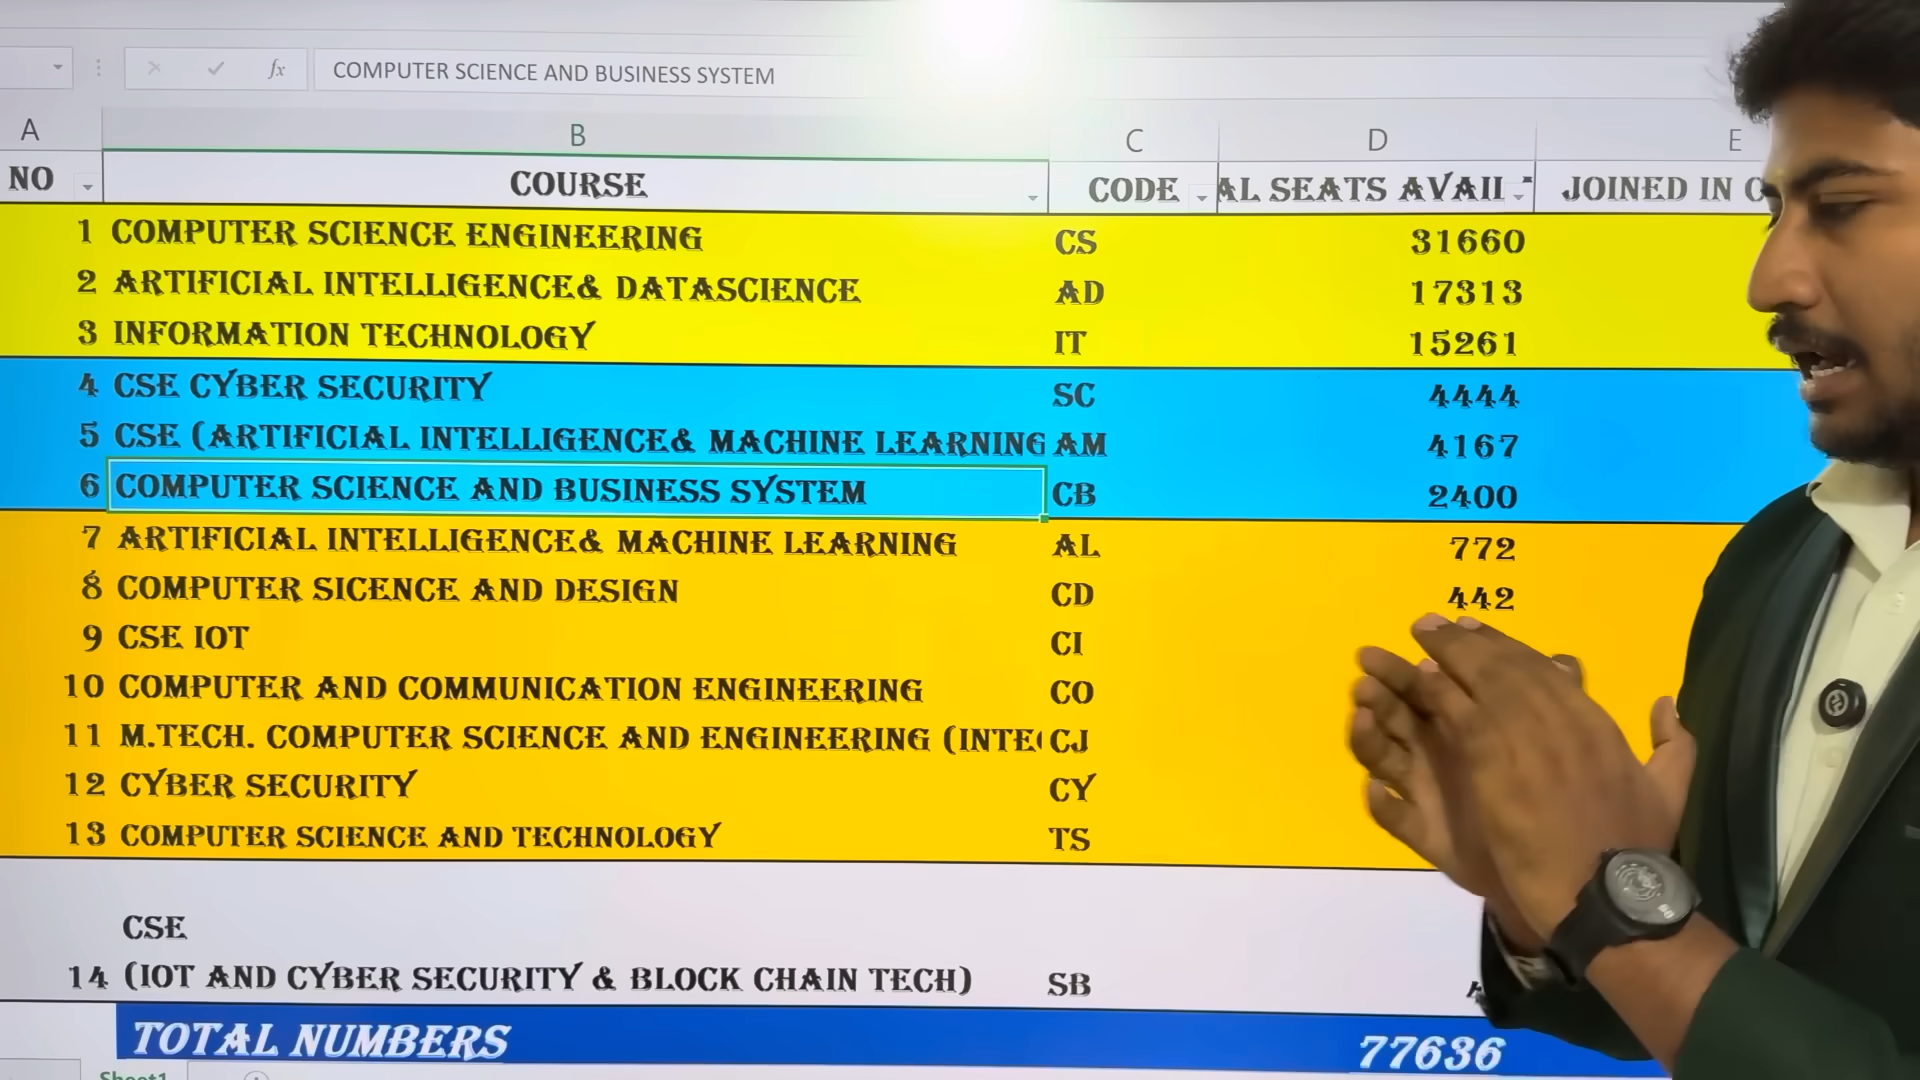 fx COMPUTER SCIENCE AND BUSINESS SYSTEM
A B C D E
NO COURSE CODE AL SEATS AVAIL JOINED IN C
1 COMPUTER SCIENCE ENGINEERING CS 31660
2 ARTIFICIAL INTELLIGENCE& DATASCIENCE AD 17313
3 INFORMATION TECHNOLOGY IT 15261
4 CSE CYBER SECURITY SC 4444
5 CSE (ARTIFICIAL INTELLIGENCE& MACHINE LEARNING AM 4167
6 COMPUTER SCIENCE AND BUSINESS SYSTEM CB 2400
7 ARTIFICIAL INTELLIGENCE& MACHINE LEARNING AL 772
8 COMPUTER SICENCE AND DESIGN CD 442
9 CSE IOT CI
10 COMPUTER AND COMMUNICATION ENGINEERING CO
11 M.TECH. COMPUTER SCIENCE AND ENGINEERING (INTE CJ
12 CYBER SECURITY CY
13 COMPUTER SCIENCE AND TECHNOLOGY TS
CSE
14 (IOT AND CYBER SECURITY & BLOCK CHAIN TECH) SB
TOTAL NUMBERS 77636
Sheet1